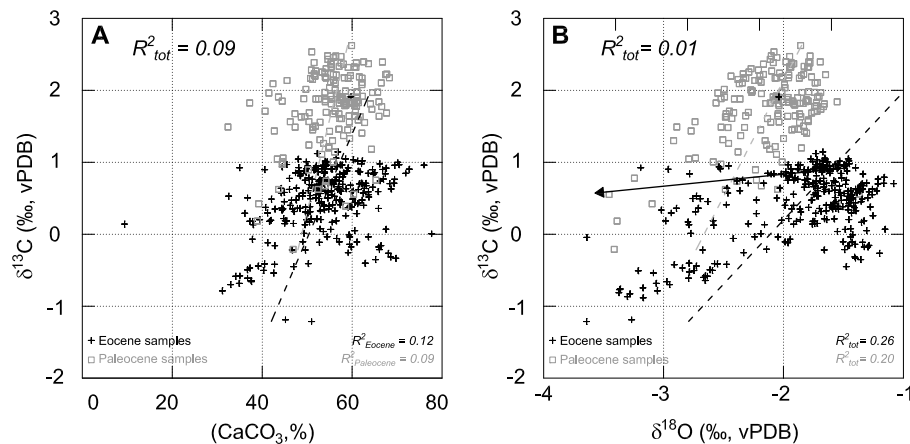 A
R²tot = 0.09
δ¹³C (‰, vPDB)
3
2
1
0
-1
-2
+ Eocene samples
□ Paleocene samples
R²Eocene = 0.12
R²Paleocene = 0.09
0 20 40 60 80
(CaCO₃,%)
B
R²tot = 0.01
δ¹³C (‰, vPDB)
3
2
1
0
-1
-2
+ Eocene samples
□ Paleocene samples
R²tot = 0.26
R²tot = 0.20
-4 -3 -2 -1
δ¹⁸O (‰, vPDB)